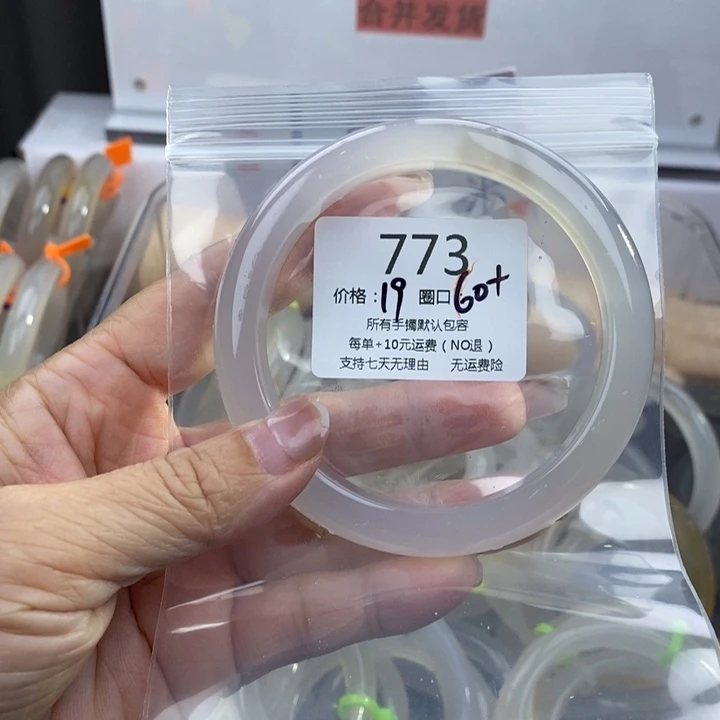 合并发货
773
价格：19 圈口60+
所有手镯默认包容
每单+10元运费（NO退）
支持七天无理由 无运费险